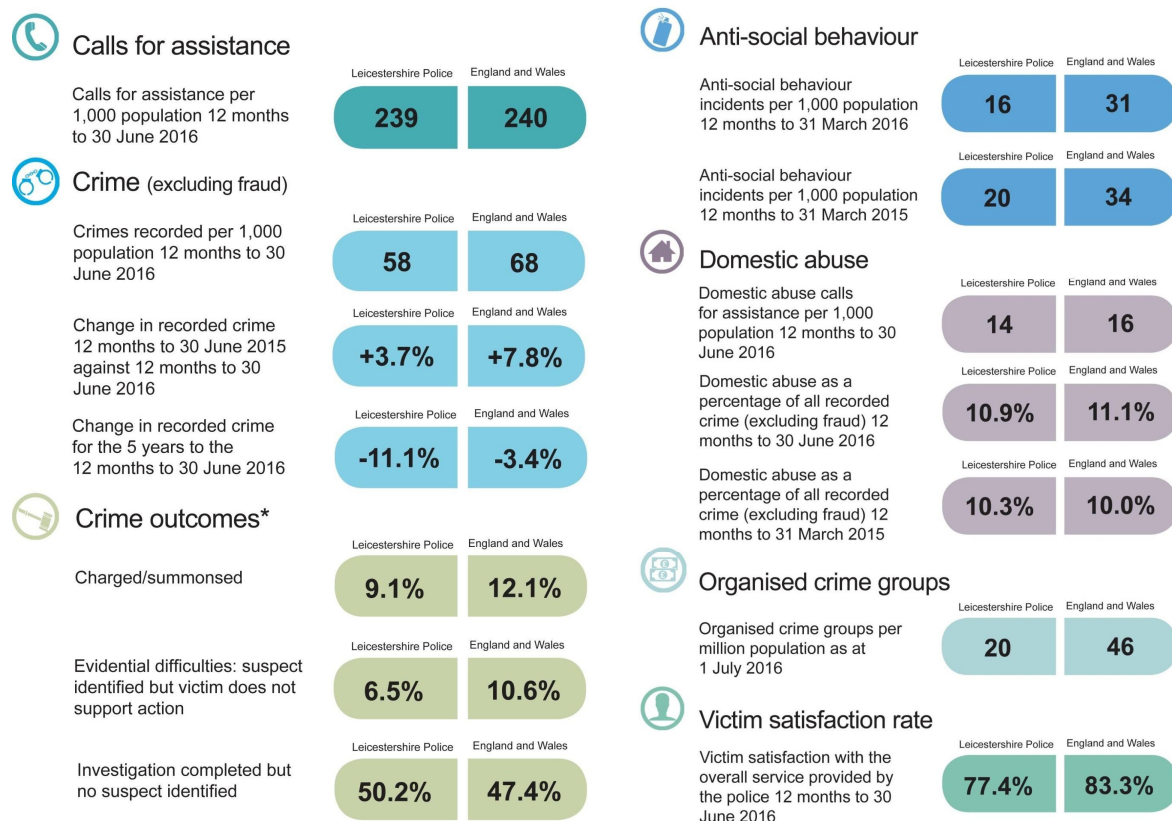 Calls for assistance
Leicestershire Police England and Wales
Calls for assistance per
1,000 population 12 months
to 30 June 2016
239 240
Crime (excluding fraud)
Leicestershire Police England and Wales
Crimes recorded per 1,000
population 12 months to 30
June 2016
58 68
Leicestershire Police England and Wales
Change in recorded crime
12 months to 30 June 2015
against 12 months to 30
June 2016
+3.7% +7.8%
Leicestershire Police England and Wales
Change in recorded crime
for the 5 years to the
12 months to 30 June 2016
-11.1% -3.4%
Crime outcomes*
Leicestershire Police England and Wales
Charged/summonsed
9.1% 12.1%
Leicestershire Police England and Wales
Evidential difficulties: suspect
identified but victim does not
support action
6.5% 10.6%
Leicestershire Police England and Wales
Investigation completed but
no suspect identified
50.2% 47.4%
Anti-social behaviour
Leicestershire Police England and Wales
Anti-social behaviour
incidents per 1,000 population
12 months to 31 March 2016
16 31
Leicestershire Police England and Wales
Anti-social behaviour
incidents per 1,000 population
12 months to 31 March 2015
20 34
Domestic abuse
Leicestershire Police England and Wales
Domestic abuse calls
for assistance per 1,000
population 12 months to 30
June 2016
14 16
Leicestershire Police England and Wales
Domestic abuse as a
percentage of all recorded
crime (excluding fraud) 12
months to 30 June 2016
10.9% 11.1%
Leicestershire Police England and Wales
Domestic abuse as a
percentage of all recorded
crime (excluding fraud) 12
months to 31 March 2015
10.3% 10.0%
Organised crime groups
Leicestershire Police England and Wales
Organised crime groups per
million population as at
1 July 2016
20 46
Victim satisfaction rate
Leicestershire Police England and Wales
Victim satisfaction with the
overall service provided by
the police 12 months to 30
June 2016
77.4% 83.3%